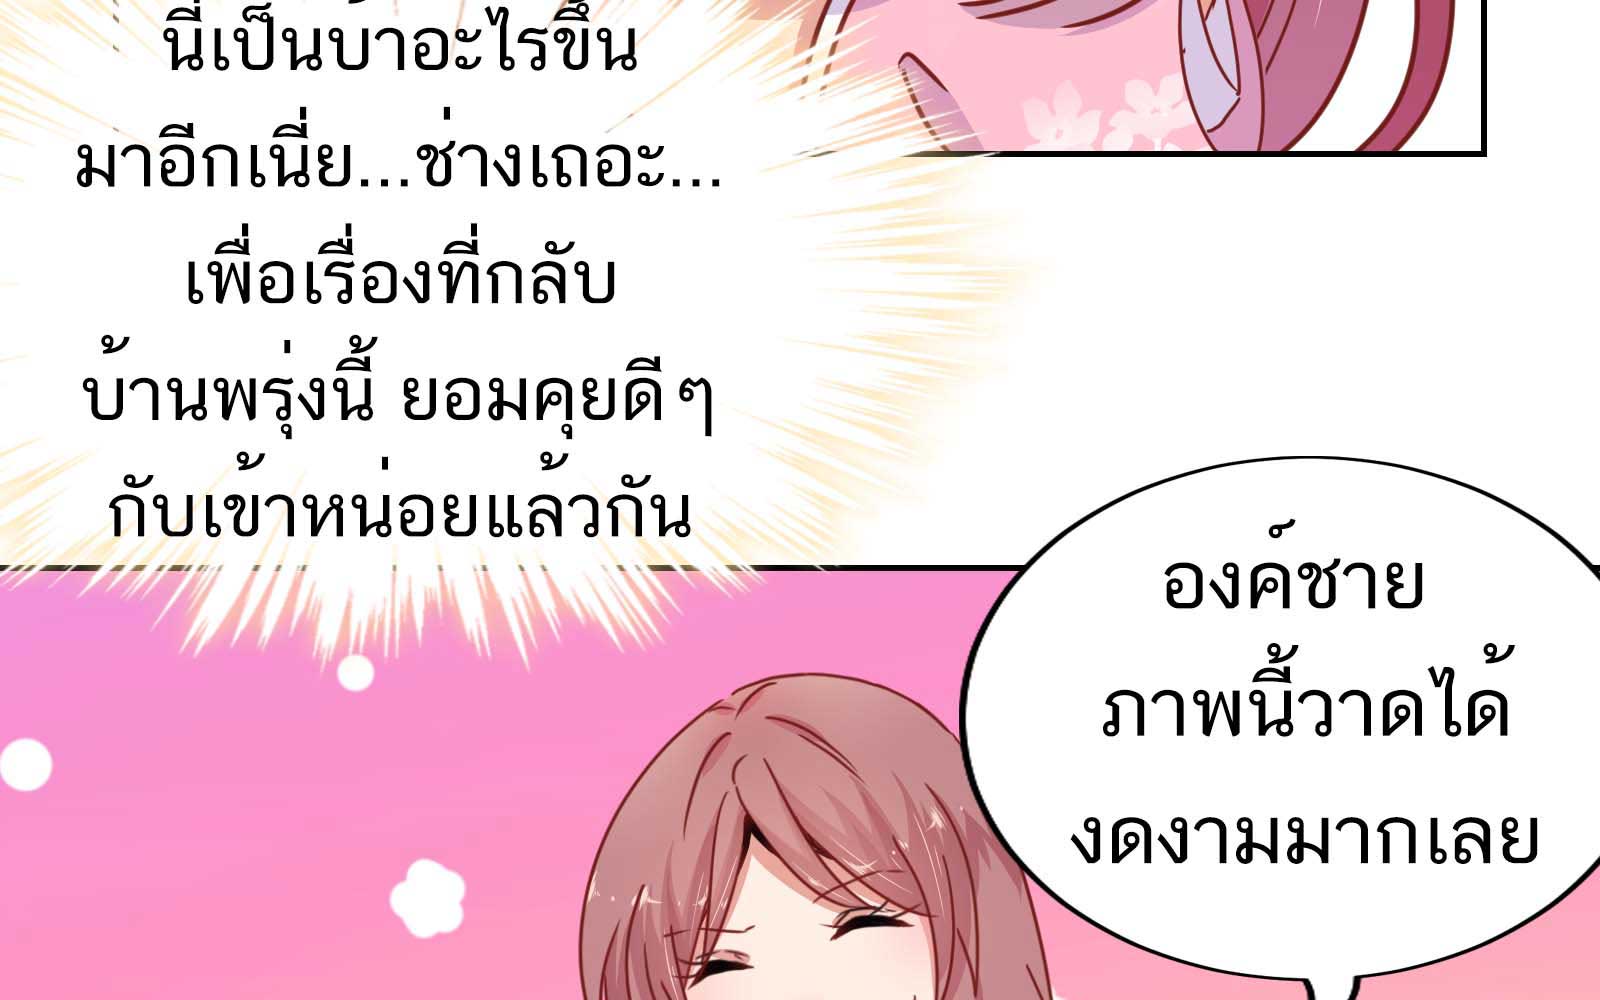 นี่เป็นบ้าอะไรขึ้น
มาอีกเนี่ย...ช่างเถอะ...
เพื่อเรื่องที่กลับ
บ้านพรุ่งนี้ ยอมคุยดีๆ
กับเข้าหน่อยแล้วกัน
องค์ชาย
ภาพนี้วาดได้
งดงามมากเลย